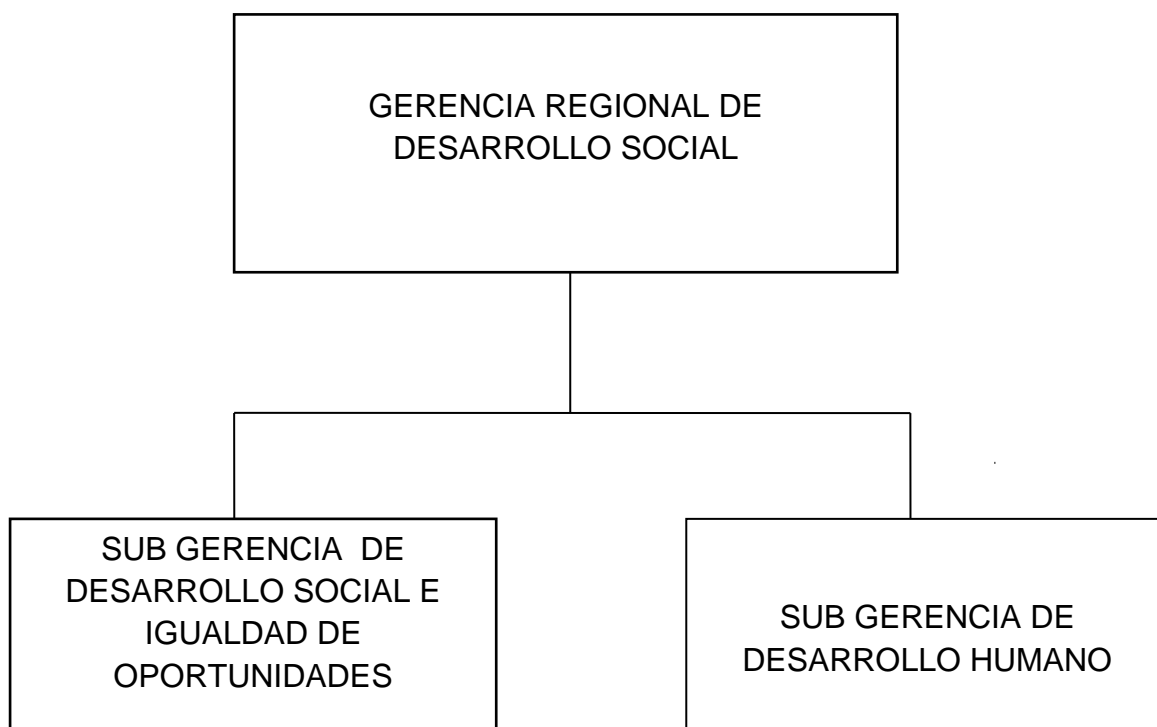 GERENCIA REGIONAL DE
DESARROLLO SOCIAL
SUB GERENCIA  DE
DESARROLLO SOCIAL E
IGUALDAD DE
OPORTUNIDADES
SUB GERENCIA DE
DESARROLLO HUMANO